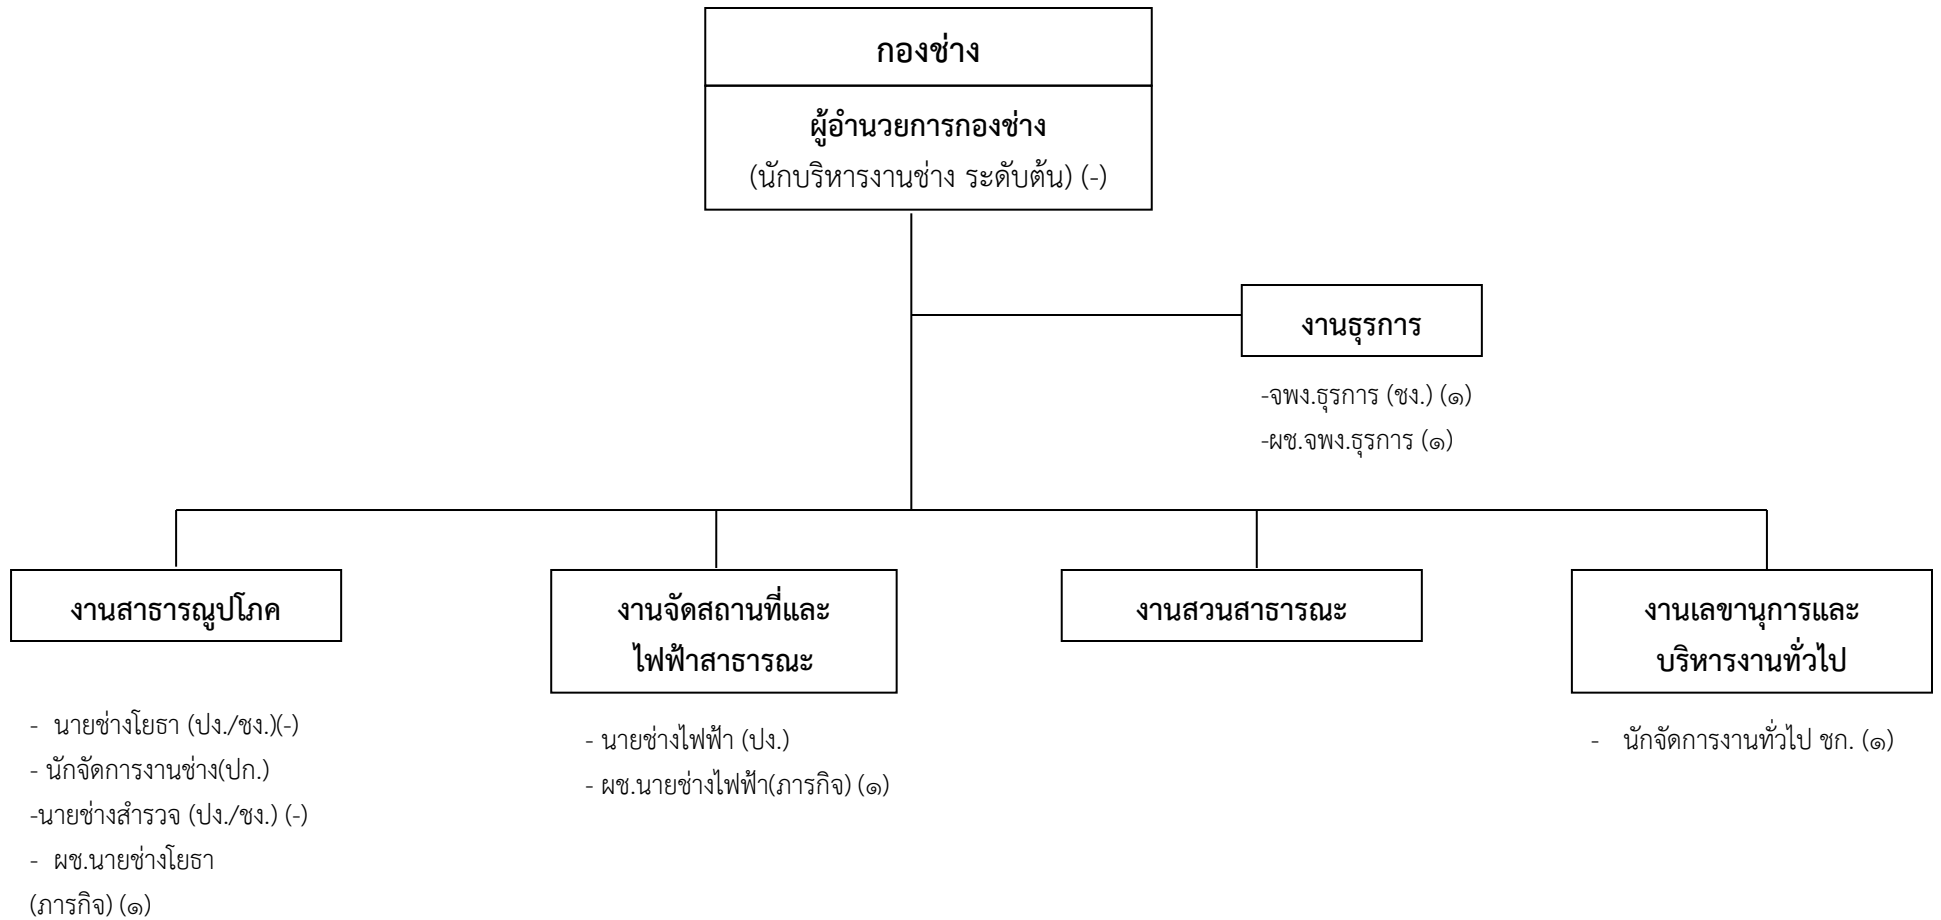 กองช่าง
ผู้อำนวยการกองช่าง
(นักบริหารงานช่าง ระดับต้น) (-)
งานธุรการ
-จพง.ธุรการ (ชง.) (๑)
-ผช.จพง.ธุรการ (๑)
งานสาธารณูปโภค
- นายช่างโยธา (ปง./ชง.)(-)
- นักจัดการงานช่าง(ปก.)
-นายช่างสำรวจ (ปง./ชง.) (-)
- ผช.นายช่างโยธา
(ภารกิจ) (๑)
งานจัดสถานที่และ
ไฟฟ้าสาธารณะ
- นายช่างไฟฟ้า (ปง.)
- ผช.นายช่างไฟฟ้า(ภารกิจ) (๑)
งานสวนสาธารณะ
งานเลขานุการและ
บริหารงานทั่วไป
- นักจัดการงานทั่วไป ชก. (๑)